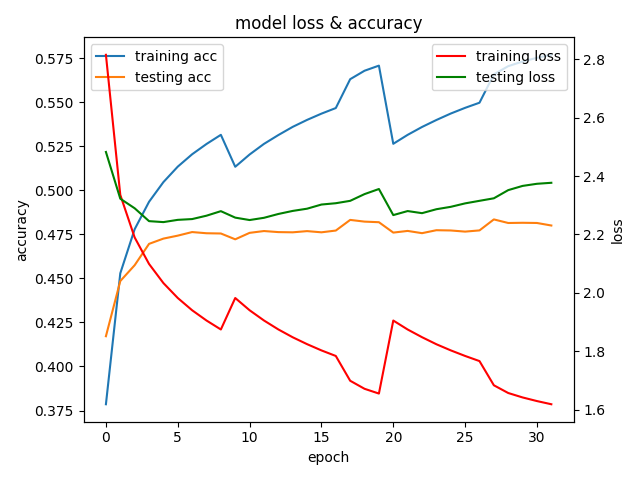 model loss & accuracy
training acc
testing acc
training loss
testing loss
accuracy
0.575
0.550
0.525
0.500
0.475
0.450
0.425
0.400
0.375
2.8
2.6
2.4
2.2
2.0
1.8
1.6
loss
0 5 10 15 20 25 30
epoch